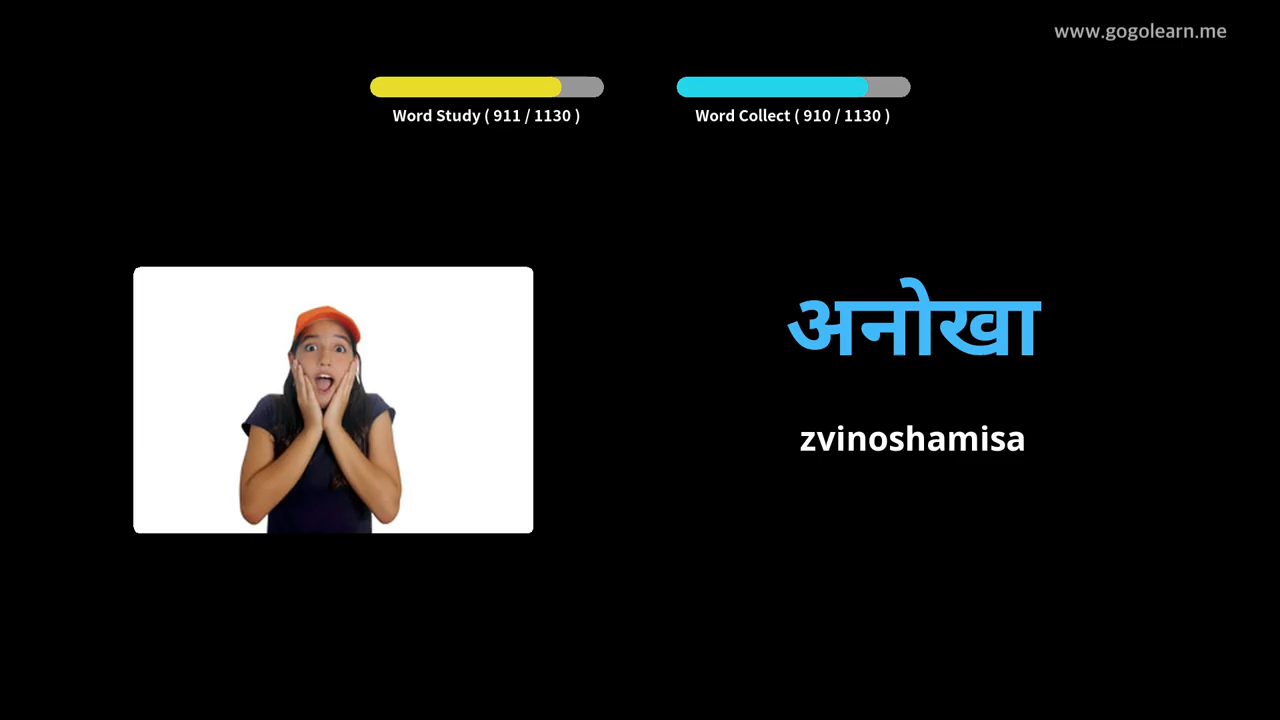 www.gogolearn.me
Word Study ( 911 / 1130 )
Word Collect ( 910 / 1130 )
अनोखा
zvinoshamisa